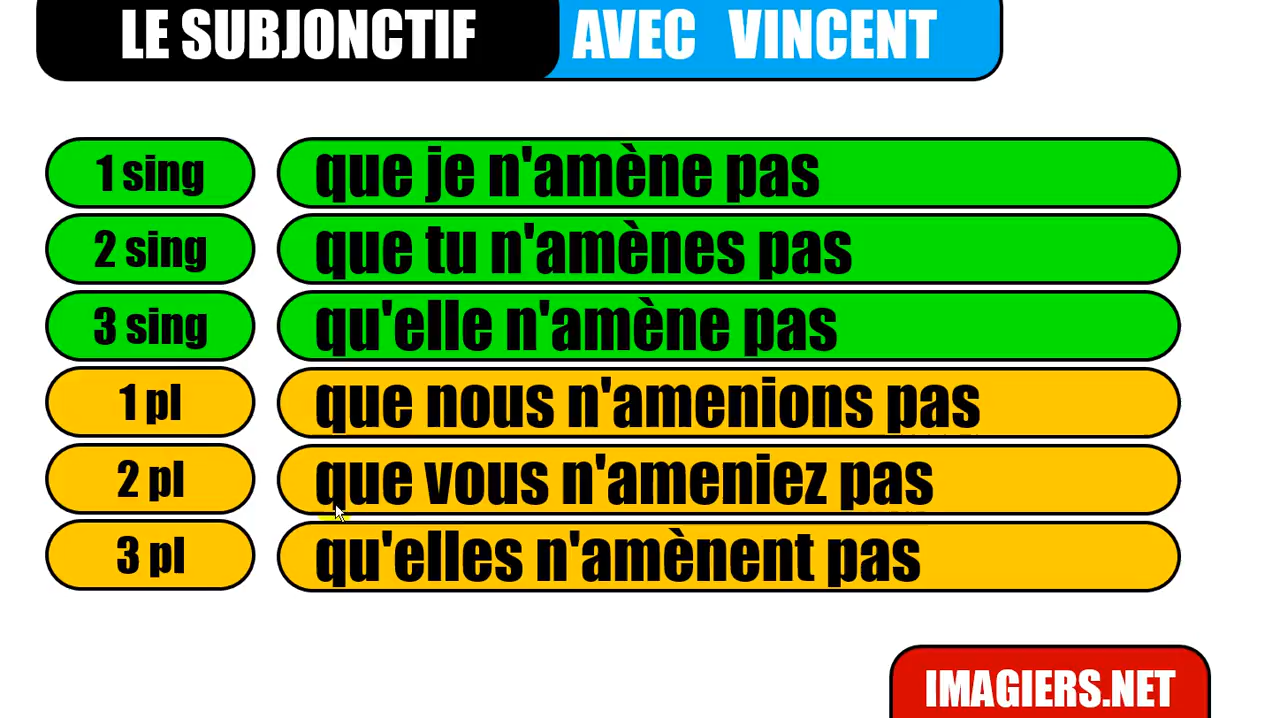 LE SUBJONCTIF AVEC VINCENT
1 sing que je n'amène pas
2 sing que tu n'amènes pas
3 sing qu'elle n'amène pas
1 pl que nous n'amenions pas
2 pl que vous n'ameniez pas
3 pl qu'elles n'amènent pas
IMAGIERS.NET